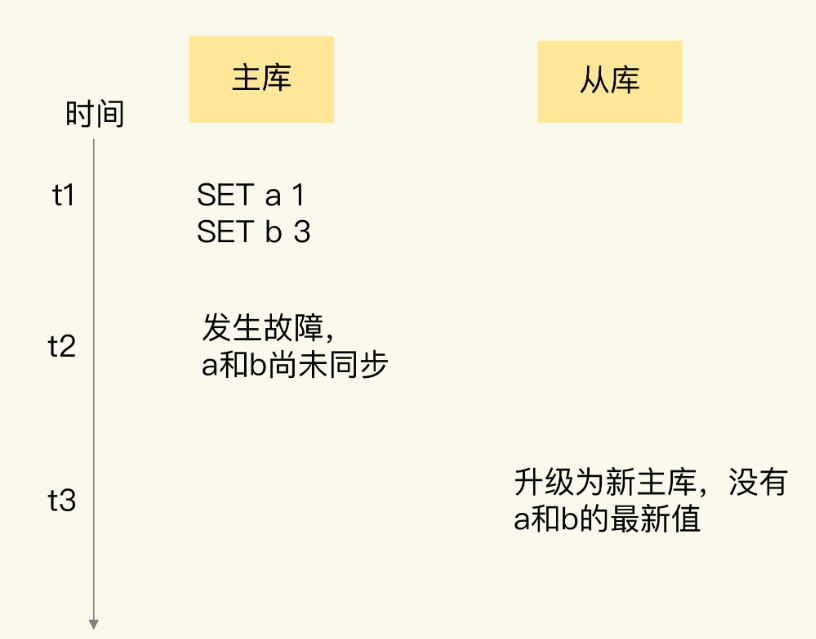 主库
从库
时间
t1
SET a 1
SET b 3
t2
发生故障，
a和b尚未同步
t3
升级为新主库，没有
a和b的最新值